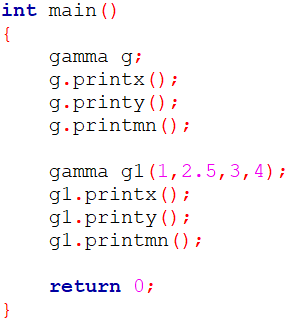 int main()
{
    gamma g;
    g.printx();
    g.printy();
    g.printmn();

    gamma g1(1,2.5,3,4);
    g1.printx();
    g1.printy();
    g1.printmn();

    return 0;
}